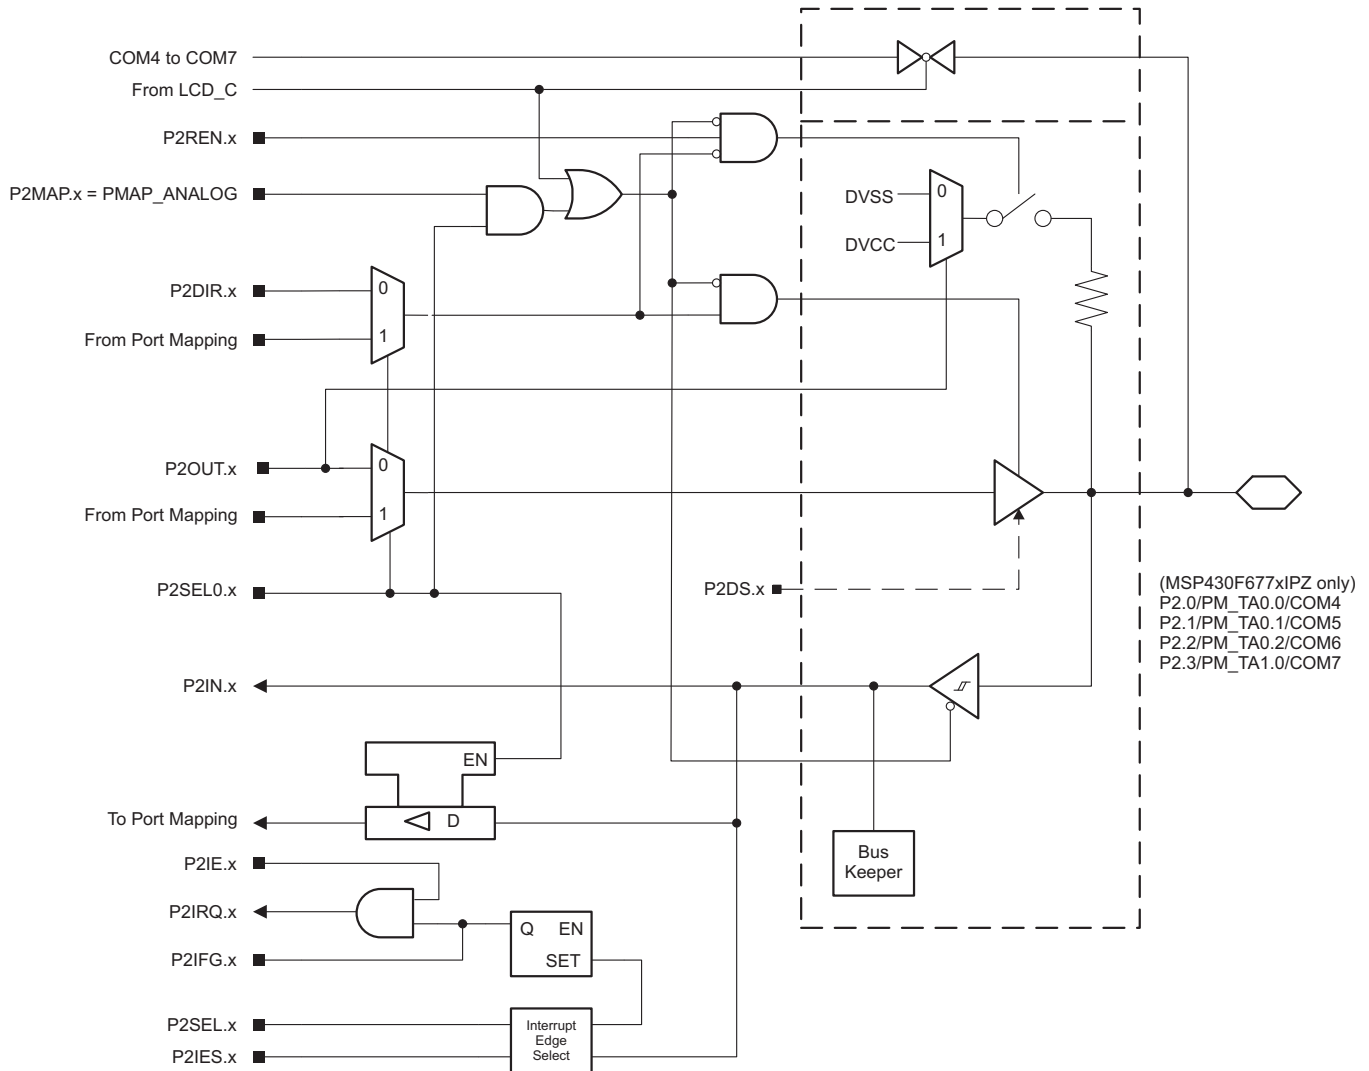 COM4 to COM7
From LCD_C
P2REN.x
P2MAP.x = PMAP_ANALOG
DVSS
0
DVCC
1
P2DIR.x
0
From Port Mapping
1
P2OUT.x
0
From Port Mapping
1
P2SEL0.x
P2DS.x
(MSP430F677xIPZ only)
P2.0/PM_TA0.0/COM4
P2.1/PM_TA0.1/COM5
P2.2/PM_TA0.2/COM6
P2.3/PM_TA1.0/COM7
P2IN.x
EN
To Port Mapping
D
Bus
Keeper
P2IE.x
P2IRQ.x
Q EN
SET
P2IFG.x
P2SEL.x
P2IES.x
Interrupt
Edge
Select